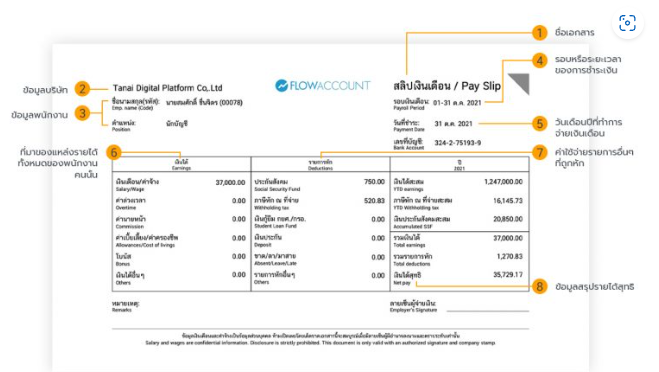 1 ชื่อเอกสาร
4 รอบหรือระยะเวลา
ของการชำระเงิน
ข้อมูลบริษัท 2 Tanai Digital Platform Co,.Ltd
FLOWACCOUNT
สลิปเงินเดือน / Pay Slip
ข้อมูลพนักงาน 3 ชื่อนามสกุล(รหัส): นายสมศักดิ์ ชื่นจิตร (00078)
Emp. name (Code)
รอบเงินเดือน: 01-31 ต.ค. 2021
Payroll Period
ตำแหน่ง: นักบัญชี
Position
วันที่ชำระ: 31 ต.ค. 2021
Payment Date
5 วันเดือนปีที่ทำการ
จ่ายเงินเดือน
เลขที่บัญชี: 324-2-75193-9
Bank Account
ที่มาของแหล่งรายได้ 6
ทั้งหมดของพนักงาน
คนนั้น
7 ค่าใช้จ่ายรายการอื่นๆ
ที่ถูกหัก
เงินได้ รายการหัก ปี
Earnings Deductions 2021
เงินเดือน/ค่าจ้าง 37,000.00 ประกันสังคม 750.00 เงินได้สะสม 1,247,000.00
Salary/Wage Social Security Fund YTD earnings
ค่าล่วงเวลา 0.00 ภาษีหัก ณ ที่จ่าย 520.83 ภาษีหัก ณ ที่จ่ายสะสม 16,145.73
Overtime Withholding tax YTD Withholding tax
ค่านายหน้า 0.00 เงินกู้ยืม กยศ./กรอ. 0.00 เงินประกันสังคมสะสม 20,850.00
Commission Student Loan Fund Accumulated SSF
ค่าเบี้ยเลี้ยง/ค่าครองชีพ 0.00 เงินประกัน 0.00 รวมเงินได้ 37,000.00
Allowances/Cost of livings Deposit Total earnings
โบนัส 0.00 ขาด/ลา/มาสาย 0.00 รวมรายการหัก 1,270.83
Bonus Absent/Leave/Late Total deductions
เงินได้อื่นๆ 0.00 รายการหักอื่นๆ 0.00 เงินได้สุทธิ 35,729.17
Others Others Net pay
8 ข้อมูลสรุปรายได้สุทธิ
หมายเหตุ: ลายเซ็นผู้จ่ายเงิน:
Remarks Employer's Signature
Salary and wages are confidential information. Disclosure is strictly prohibited. This document is only valid with an authorized signature and company stamp.